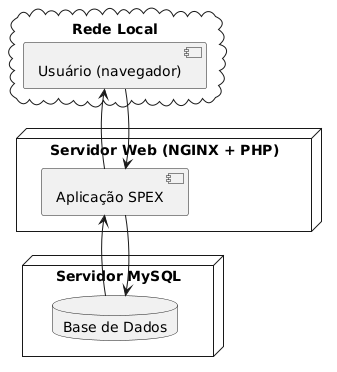 Rede Local
Usuário (navegador)
Servidor Web (NGINX + PHP)
Aplicação SPEX
Servidor MySQL
Base de Dados